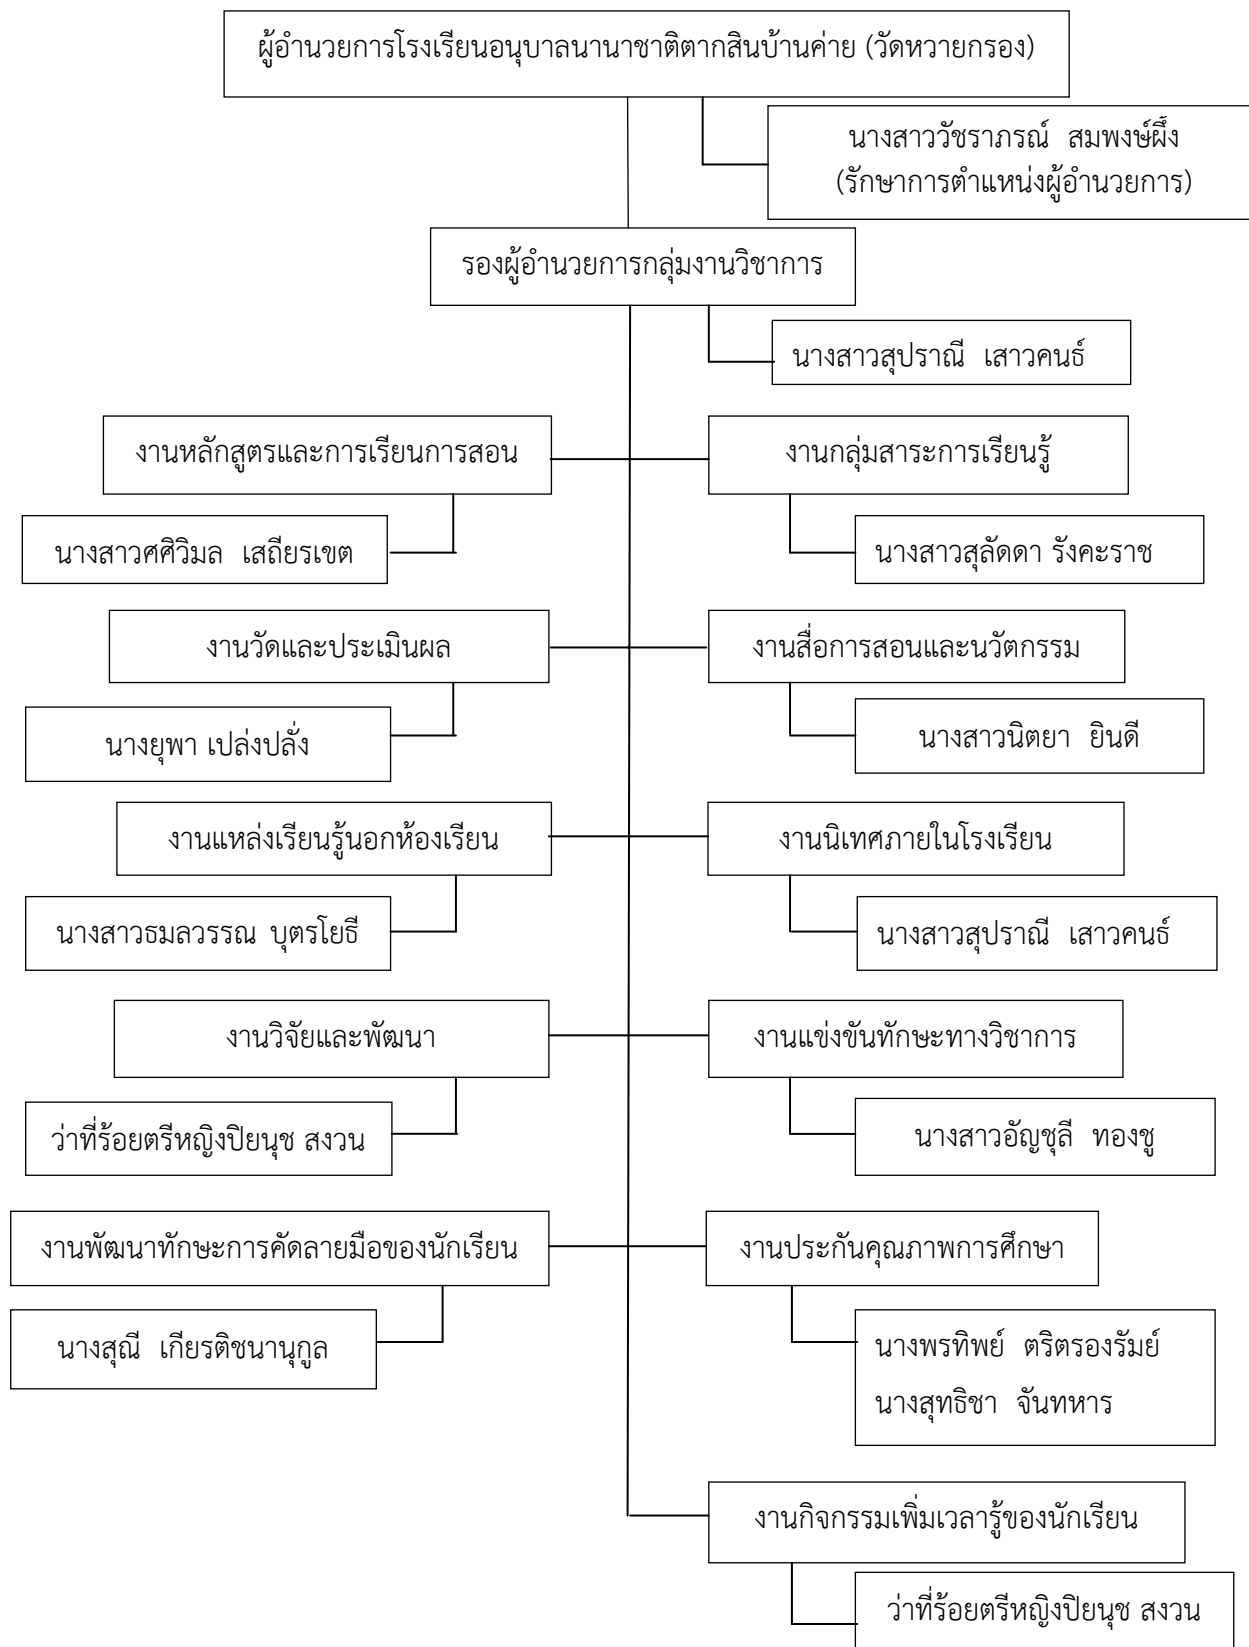 ผู้อำนวยการโรงเรียนอนุบาลนานาชาติตากสินบ้านค่าย (วัดหวายกรอง)
นางสาววัชราภรณ์ สมพงษ์ผึ้ง
(รักษาการตำแหน่งผู้อำนวยการ)
รองผู้อำนวยการกลุ่มงานวิชาการ
นางสาวสุปราณี เสาวคนธ์
งานหลักสูตรและการเรียนการสอน
งานกลุ่มสาระการเรียนรู้
นางสาวศศิวิมล เสถียรเขต
นางสาวสุลัดดา รังคะราช
งานวัดและประเมินผล
งานสื่อการสอนและนวัตกรรม
นางยุพา เปล่งปลั่ง
นางสาวนิตยา ยินดี
งานแหล่งเรียนรู้นอกห้องเรียน
งานนิเทศภายในโรงเรียน
นางสาวธมลวรรณ บุตรโยธี
นางสาวสุปราณี เสาวคนธ์
งานวิจัยและพัฒนา
งานแข่งขันทักษะทางวิชาการ
ว่าที่ร้อยตรีหญิงปิยนุช สงวน
นางสาวอัญชุลี ทองชู
งานพัฒนาทักษะการคัดลายมือของนักเรียน
งานประกันคุณภาพการศึกษา
นางสุณี เกียรติชนานุกูล
นางพรทิพย์ ตริตรองรัมย์
นางสุทธิชา จันทหาร
งานกิจกรรมเพิ่มเวลารู้ของนักเรียน
ว่าที่ร้อยตรีหญิงปิยนุช สงวน